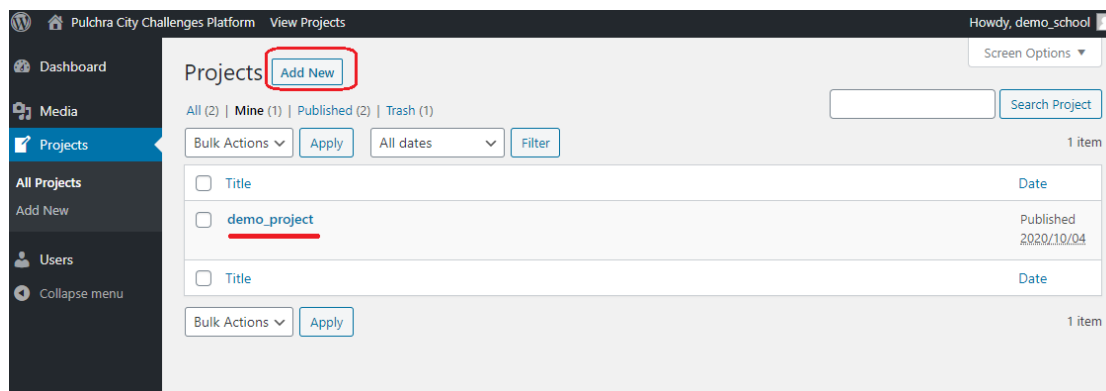 Pulchra City Challenges Platform View Projects Howdy, demo_school
Screen Options ▼
Dashboard
Media
Projects
All Projects
Add New
Users
Collapse menu
Projects Add New
All (2) | Mine (1) | Published (2) | Trash (1) Search Project
Bulk Actions Apply All dates Filter 1 item
Title Date
demo_project Published
2020/10/04
Title Date
Bulk Actions Apply 1 item